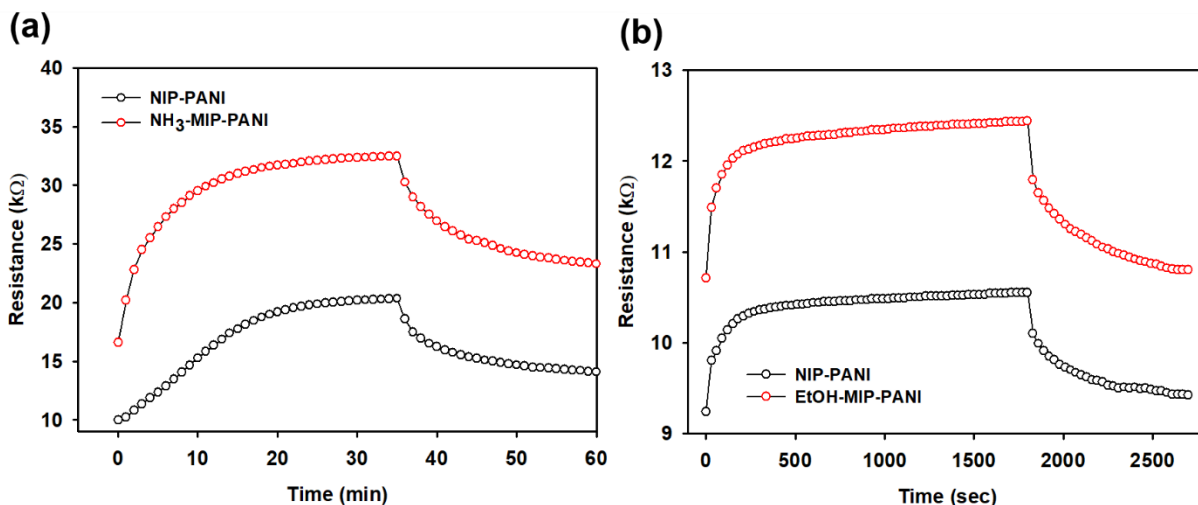 (a)
Resistance (kΩ)
40
35
30
25
20
15
10
NIP-PANI
NH3-MIP-PANI
0 10 20 30 40 50 60
Time (min)
(b)
Resistance (kΩ)
13
12
11
10
9
NIP-PANI
EtOH-MIP-PANI
0 500 1000 1500 2000 2500
Time (sec)